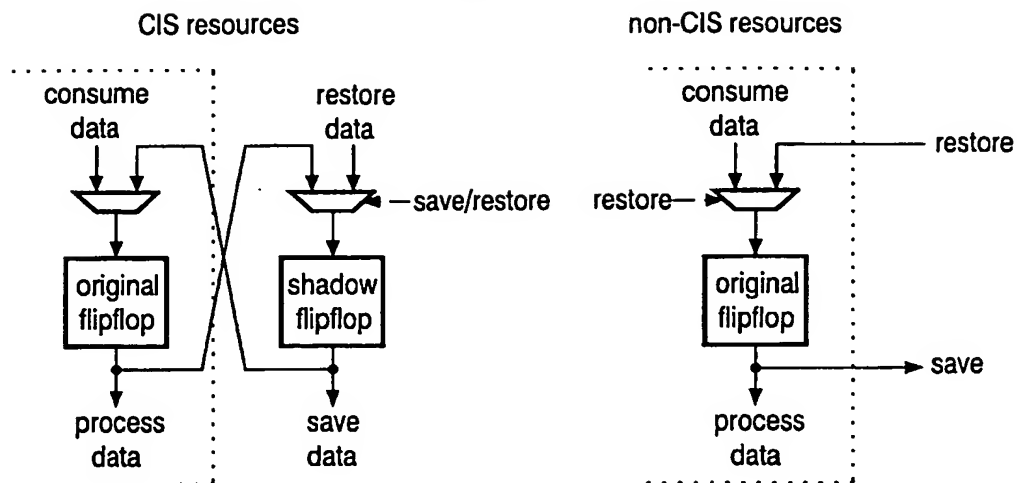 CIS resources
non-CIS resources
consume
data
restore
data
consume
data
restore
save/restore
restore
original
flipflop
shadow
flipflop
original
flipflop
save
process
data
save
data
process
data